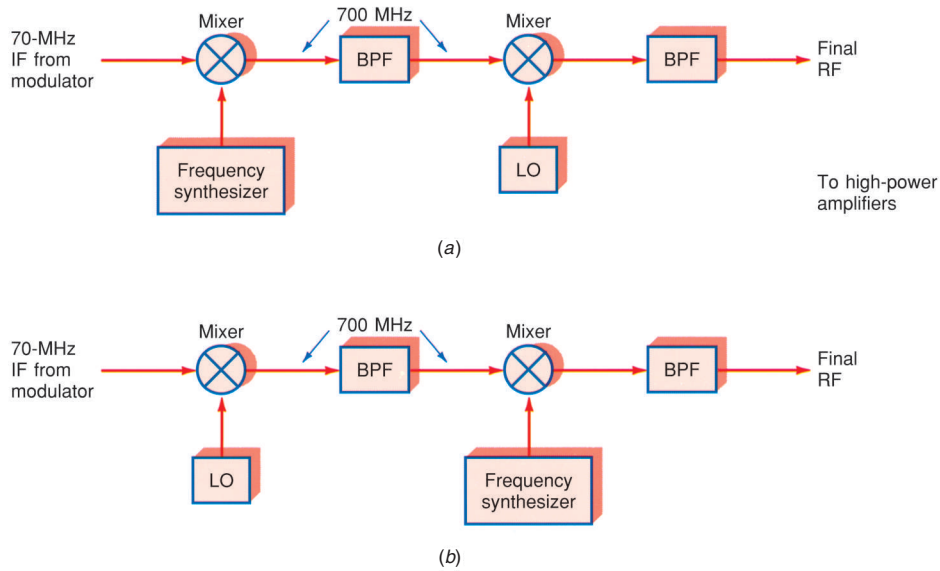 700 MHz
Mixer
Mixer
70-MHz
IF from
modulator
BPF
BPF
Final
RF
Frequency
synthesizer
LO
To high-power
amplifiers
(a)
700 MHz
Mixer
Mixer
70-MHz
IF from
modulator
BPF
BPF
Final
RF
LO
Frequency
synthesizer
(b)